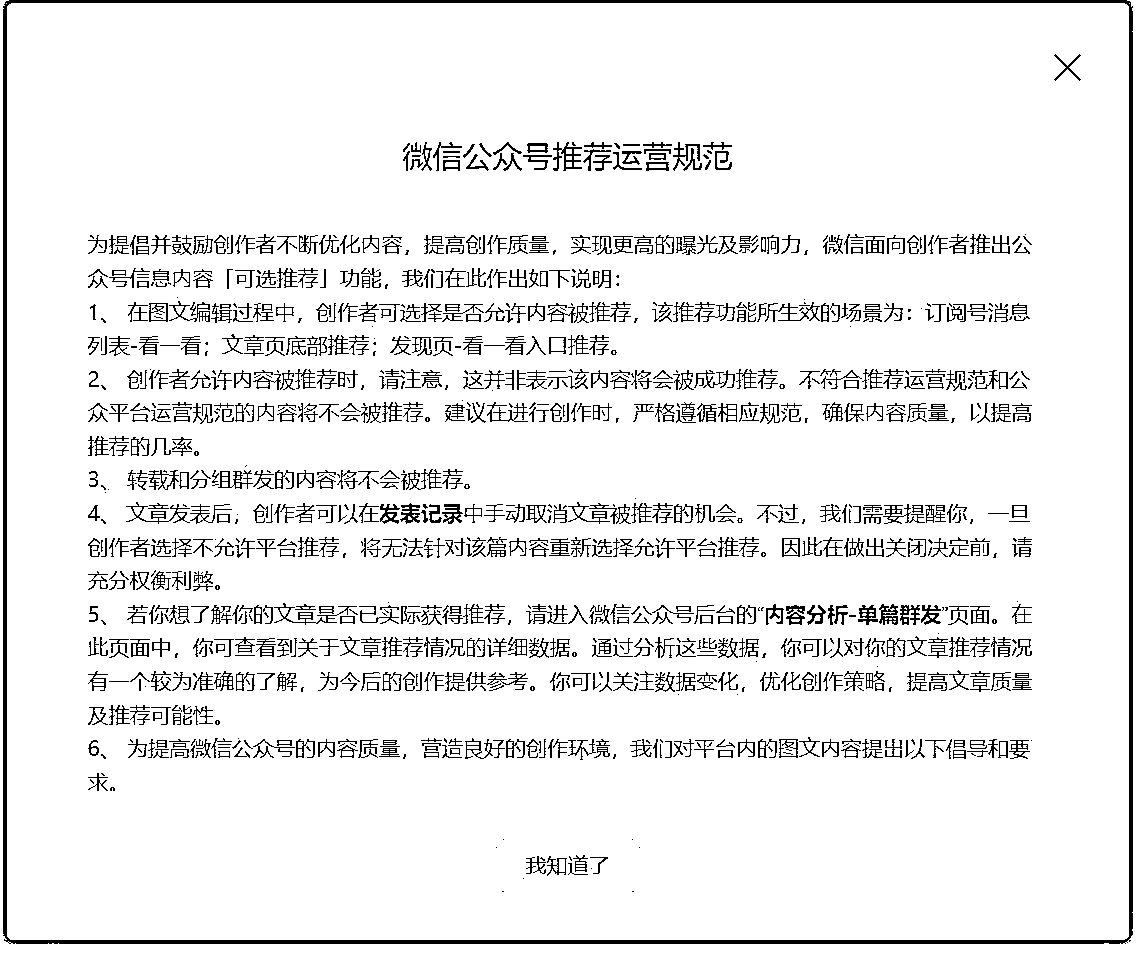 微信公众号推荐运营规范
为提倡并鼓励创作者不断优化内容，提高创作质量，实现更高的曝光及影响力，微信面向创作者推出公
众号信息内容「可选推荐」功能，我们在此作出如下说明：
1、 在图文编辑过程中，创作者可选择是否允许内容被推荐，该推荐功能所生效的场景为：订阅号消息
列表-看一看；文章页底部推荐；发现页-看一看入口推荐。
2、 创作者允许内容被推荐时，请注意，这并非表示该内容将会被成功推荐。不符合推荐运营规范和公
众平台运营规范的内容将不会被推荐。建议在进行创作时，严格遵循相应规范，确保内容质量，以提高
推荐的几率。
3、 转载和分组群发的内容将不会被推荐。
4、 文章发表后，创作者可以在发表记录中手动取消文章被推荐的机会。不过，我们需要提醒你，一旦
创作者选择不允许平台推荐，将无法针对该篇内容重新选择允许平台推荐。因此在做出关闭决定前，请
充分权衡利弊。
5、 若你想了解你的文章是否已实际获得推荐，请进入微信公众号后台的“内容分析-单篇群发”页面。在
此页面中，你可查看到关于文章推荐情况的详细数据。通过分析这些数据，你可以对你的文章推荐情况
有一个较为准确的了解，为今后的创作提供参考。你可以关注数据变化，优化创作策略，提高文章质量
及推荐可能性。
6、 为提高微信公众号的内容质量，营造良好的创作环境，我们对平台内的图文内容提出以下倡导和要
求。
我知道了